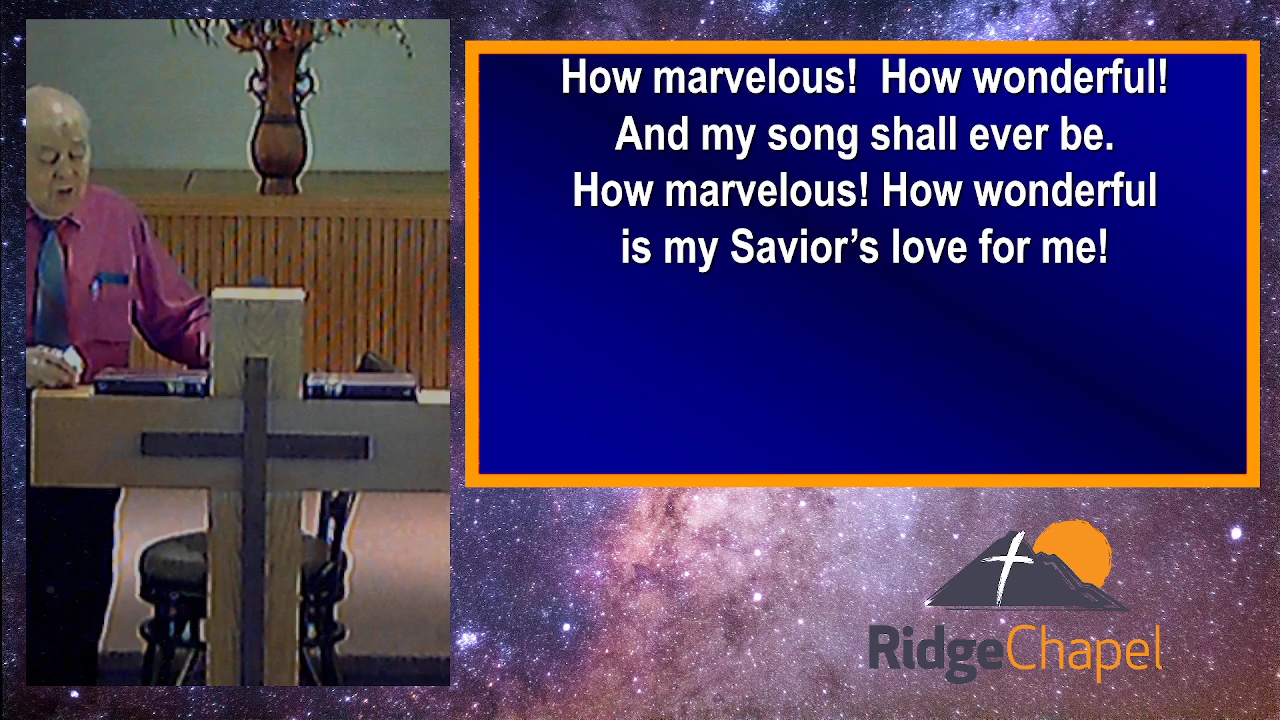 How marvelous!  How wonderful!
And my song shall ever be.
How marvelous! How wonderful
is my Savior’s love for me!
RidgeChapel